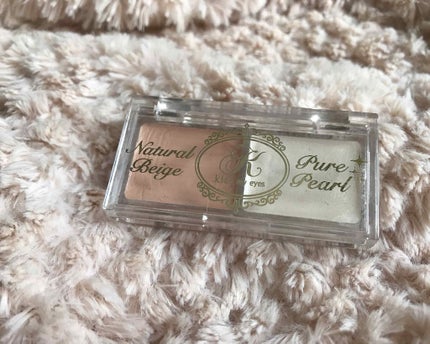 Natural
Beige
K
eyes
Pure
Pearl